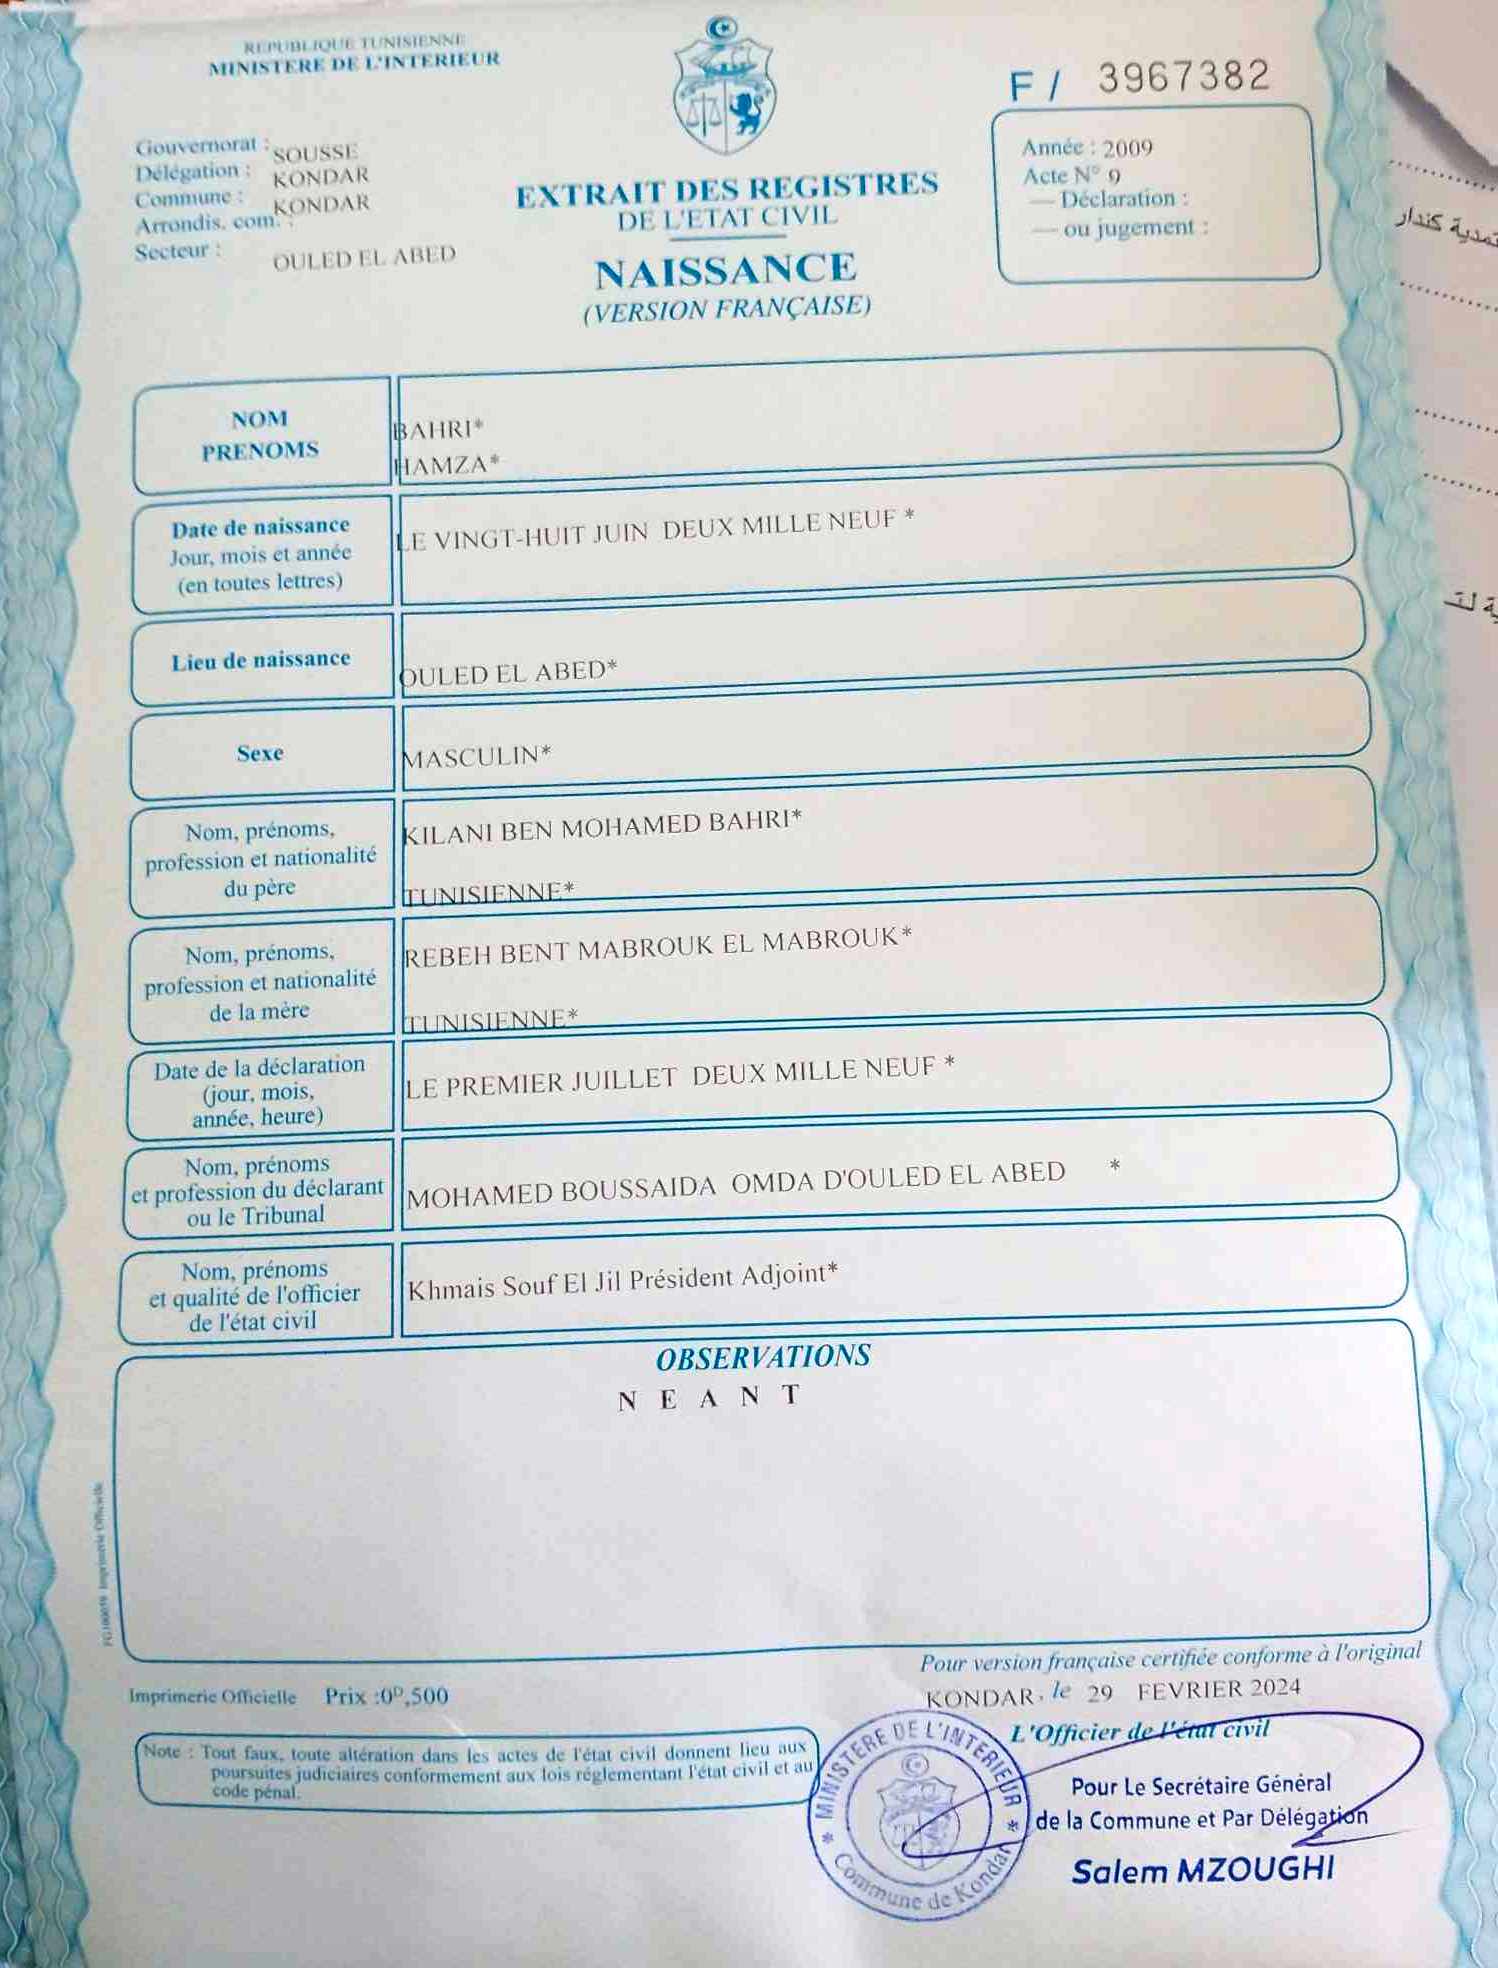 REPUBLIQUE TUNISIENNE
MINISTERE DE L'INTERIEUR
F / 3967382
Gouvernorat : SOUSSE
Délégation : KONDAR
Commune : KONDAR
Arrondis. com. :
Secteur : OULED EL ABED
EXTRAIT DES REGISTRES
DE L'ETAT CIVIL
NAISSANCE
(VERSION FRANÇAISE)
Année : 2009
Acte N° 9
— Déclaration :
— ou jugement :
NOM
PRENOMS
BAHRI*
HAMZA*
Date de naissance
Jour, mois et année
(en toutes lettres)
LE VINGT-HUIT JUIN DEUX MILLE NEUF *
Lieu de naissance
OULED EL ABED*
Sexe
MASCULIN*
Nom, prénoms,
profession et nationalité
du père
KILANI BEN MOHAMED BAHRI*
TUNISIENNE*
Nom, prénoms,
profession et nationalité
de la mère
REBEH BENT MABROUK EL MABROUK*
TUNISIENNE*
Date de la déclaration
(jour, mois,
année, heure)
LE PREMIER JUILLET DEUX MILLE NEUF *
Nom, prénoms
et profession du déclarant
ou le Tribunal
MOHAMED BOUSSAIDA OMDA D'OULED EL ABED *
Nom, prénoms
et qualité de l'officier
de l'état civil
Khmais Souf El Jil Président Adjoint*
OBSERVATIONS
N E A N T
Imprimerie Officielle
Pour version française certifiée conforme à l'original
Imprimerie Officielle Prix :0ᴰ,500
KONDAR, le 29 FEVRIER 2024
L'Officier de l'état civil
Note : Tout faux, toute altération dans les actes de l'état civil donnent lieu aux
poursuites judiciaires conformement aux lois réglementant l'état civil et au
code pénal.
* MINISTERE DE L'INTERIEUR *
Commune de Kondar
Pour Le Secrétaire Général
de la Commune et Par Délégation
Salem MZOUGHI
كندار